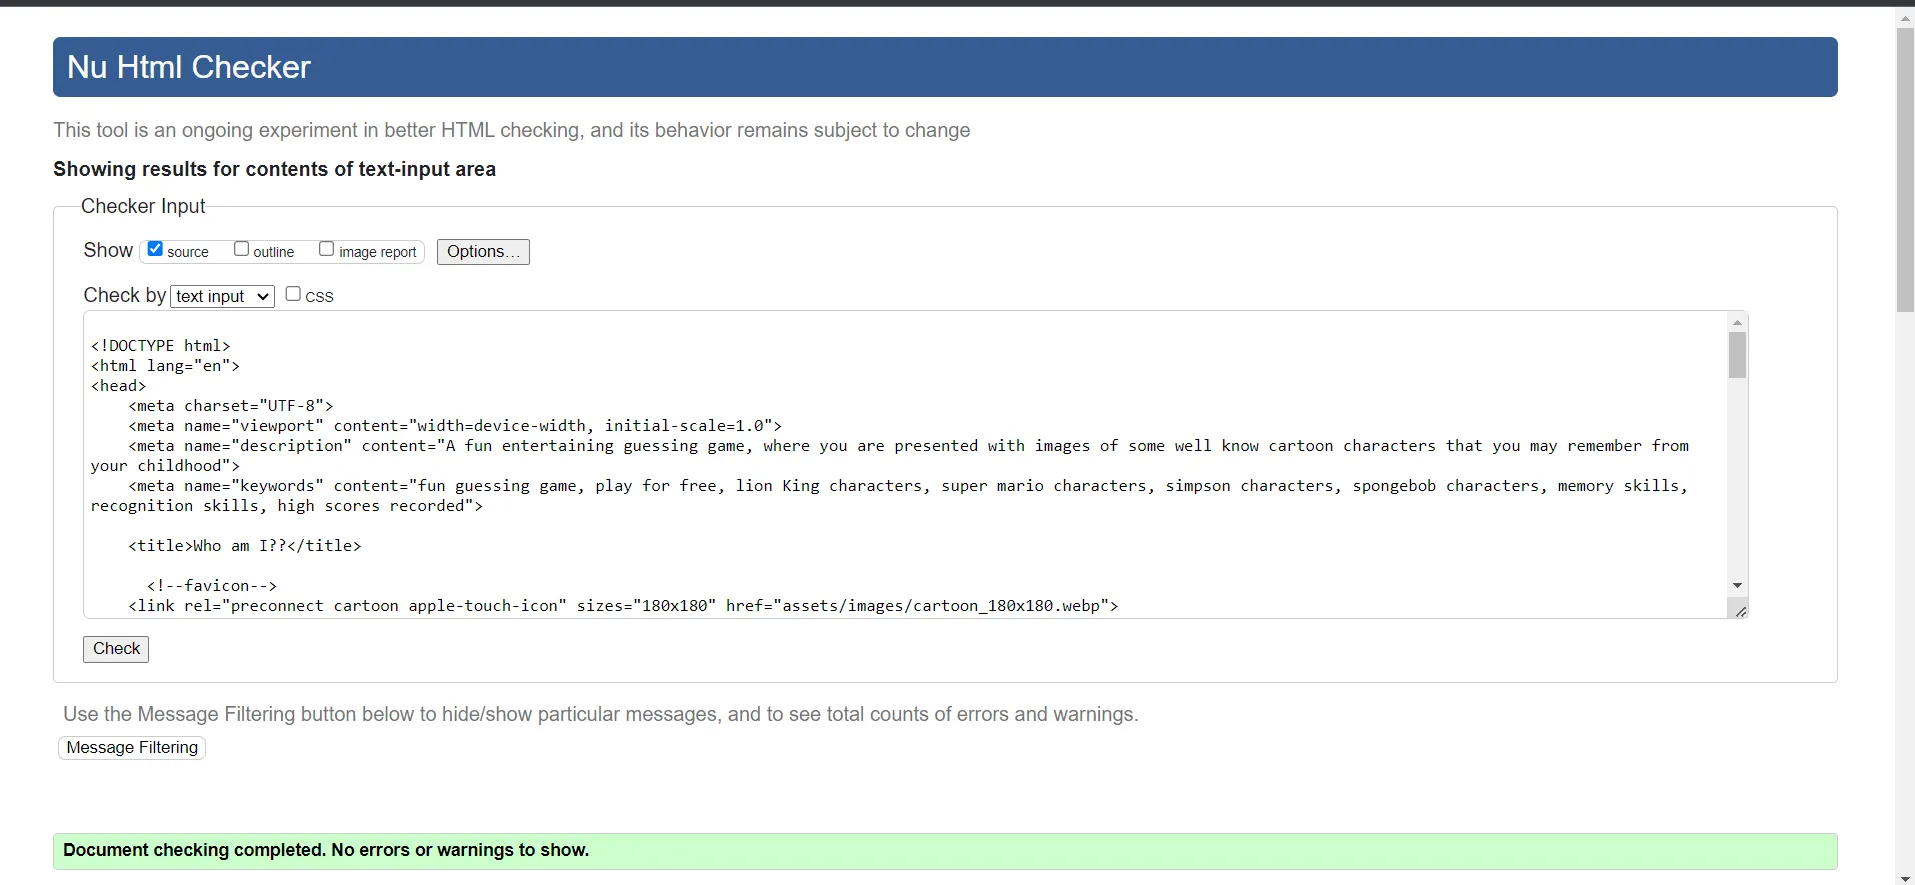 Nu Html Checker
This tool is an ongoing experiment in better HTML checking, and its behavior remains subject to change
Showing results for contents of text-input area
Checker Input
Show source outline image report Options...
Check by text input CSS
<!DOCTYPE html>
<html lang="en">
<head>
    <meta charset="UTF-8">
    <meta name="viewport" content="width=device-width, initial-scale=1.0">
    <meta name="description" content="A fun entertaining guessing game, where you are presented with images of some well know cartoon characters that you may remember from
your childhood">
    <meta name="keywords" content="fun guessing game, play for free, lion King characters, super mario characters, simpson characters, spongebob characters, memory skills,
recognition skills, high scores recorded">
    <title>Who am I??</title>
      <!--favicon-->
    <link rel="preconnect cartoon apple-touch-icon" sizes="180x180" href="assets/images/cartoon_180x180.webp">
Check
Use the Message Filtering button below to hide/show particular messages, and to see total counts of errors and warnings.
Message Filtering
Document checking completed. No errors or warnings to show.